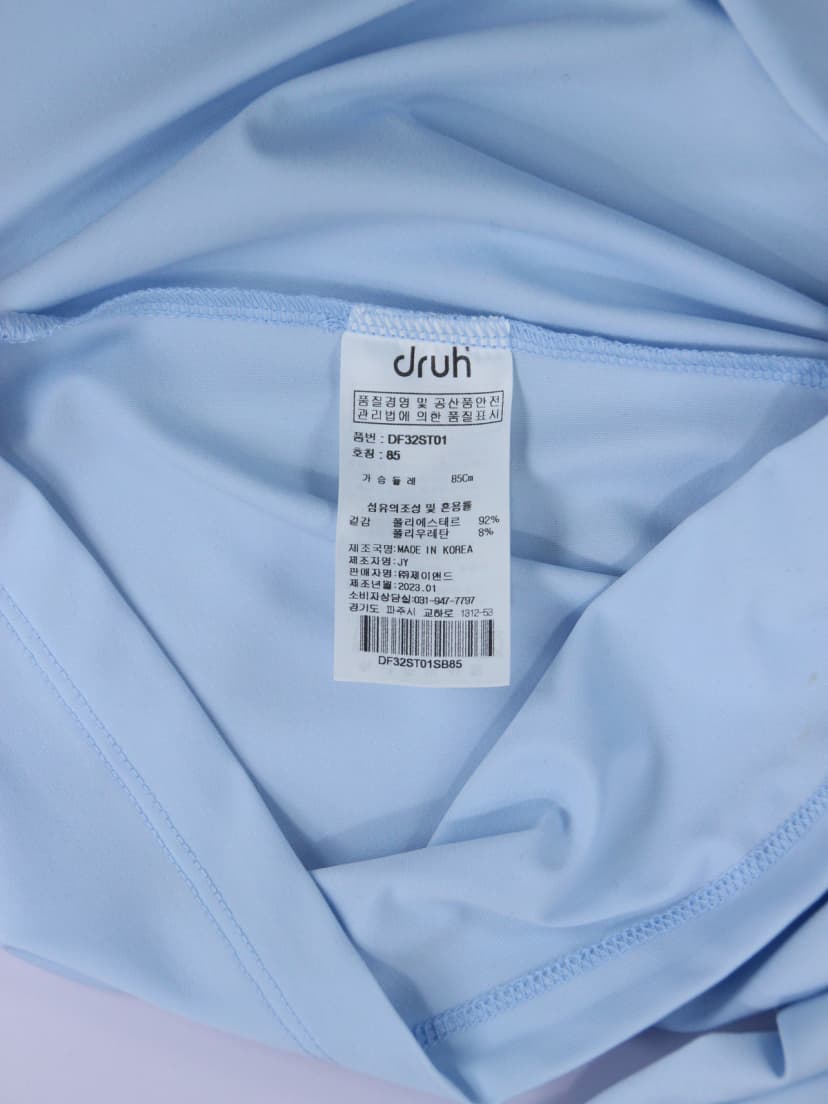 druh
품질경영 및 공산품안전
관리법에 의한 품질표시
품번 : DF32ST01
호칭 : 85
가슴둘레 85Cm
섬유의조성 및 혼용률
겉감 폴리에스테르 92%
폴리우레탄 8%
제조국명:MADE IN KOREA
제조자명:JY
판매자명:㈜제이앤드
제조년월:2023.01
소비자상담실:031-947-7797
경기도 파주시 교하로 1312-53
DF32ST01SB85